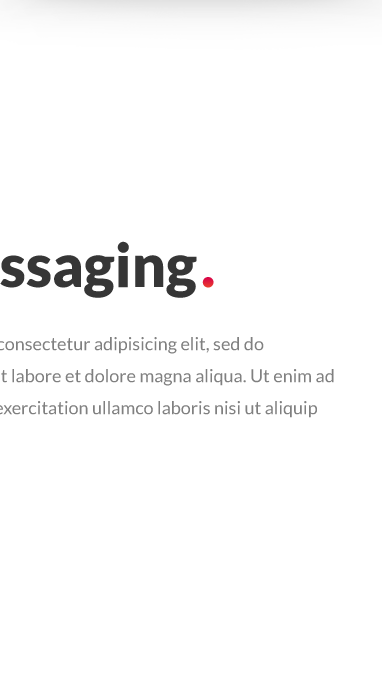 ssaging.
consectetur adipisicing elit, sed do
t labore et dolore magna aliqua. Ut enim ad
exercitation ullamco laboris nisi ut aliquip